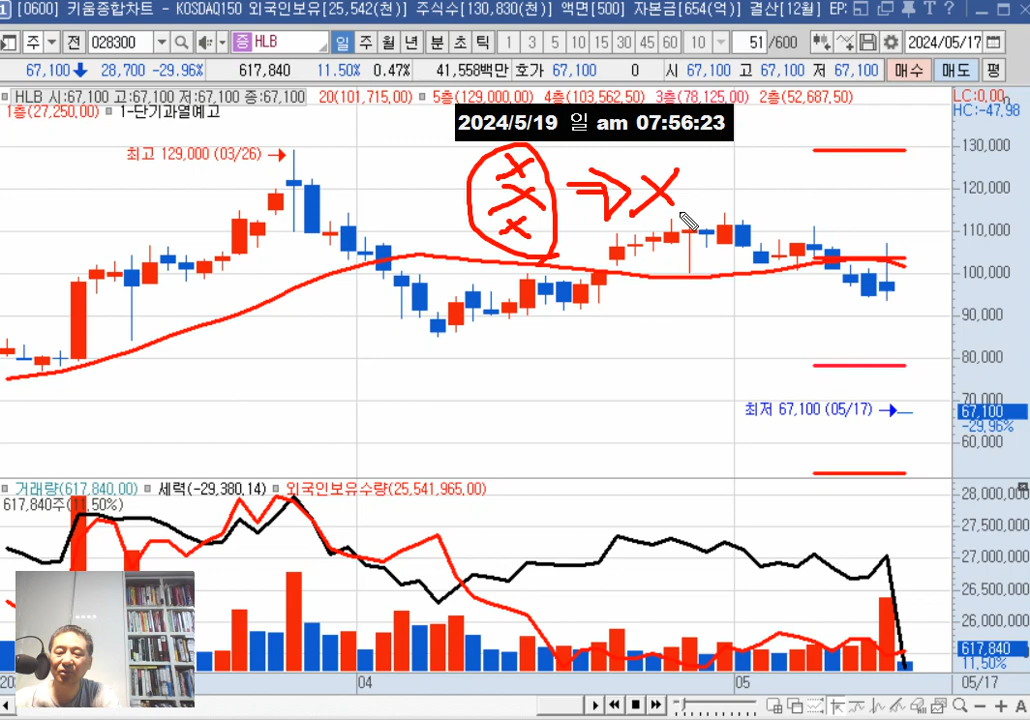 [0600] 키움종합차트 - KOSDAQ150 외국인보유[25,542(천)] 주식수[130,830(천)] 액면[500] 자본금[654(억)] 결산[12월] EP:
주 전 028300 증 HLB 일 주 월 년 분 초 틱 1 3 5 10 15 30 45 60 10 51 /600 2024/05/17
67,100 28,700 -29.96% 617,840 11.50% 0.47% 41,558백만 호가 67,100 0 시 67,100 고 67,100 저 67,100 매수 매도 평
HLB 시:67,100 고:67,100 저:67,100 종:67,100 20(101,715,00) 5층(129,000,00) 4층(103,562,50) 3층(78,125,00) 2층(52,687,50) LC:0,00
1층(27,250,00) 1-단기과열예고 HC:-47,98
2024/5/19 일 am 07:56:23
최고 129,000 (03/26)
X
X
X
X
130,000
120,000
110,000
100,000
90,000
80,000
70,000
최저 67,100 (05/17)
67,100
-29,96%
60,000
거래량(617,840,00) 세력(-29,380,14) 외국인보유수량(25,541,965,00)
617,840주(11,50%)
28,000,000
27,500,000
27,000,000
26,500,000
26,000,000
617,840
11,50%
04 05 05/17